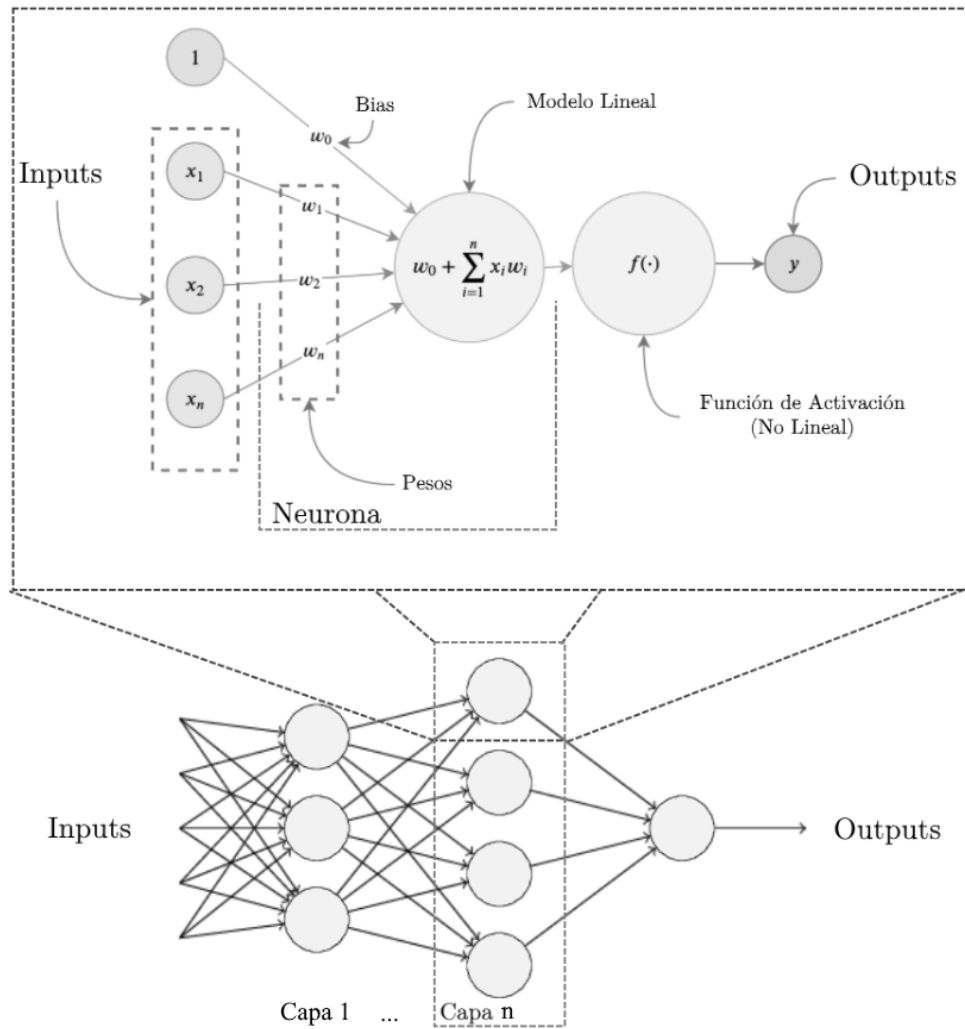 1
Bias
Modelo Lineal
w₀
Inputs
x₁
w₁
Outputs
x₂
w₂
w₀ + ∑ⁿᵢ₌₁ xᵢwᵢ
f(·)
y
wₙ
xₙ
Función de Activación
(No Lineal)
Pesos
Neurona
Inputs
Outputs
Capa 1 ... Capa n